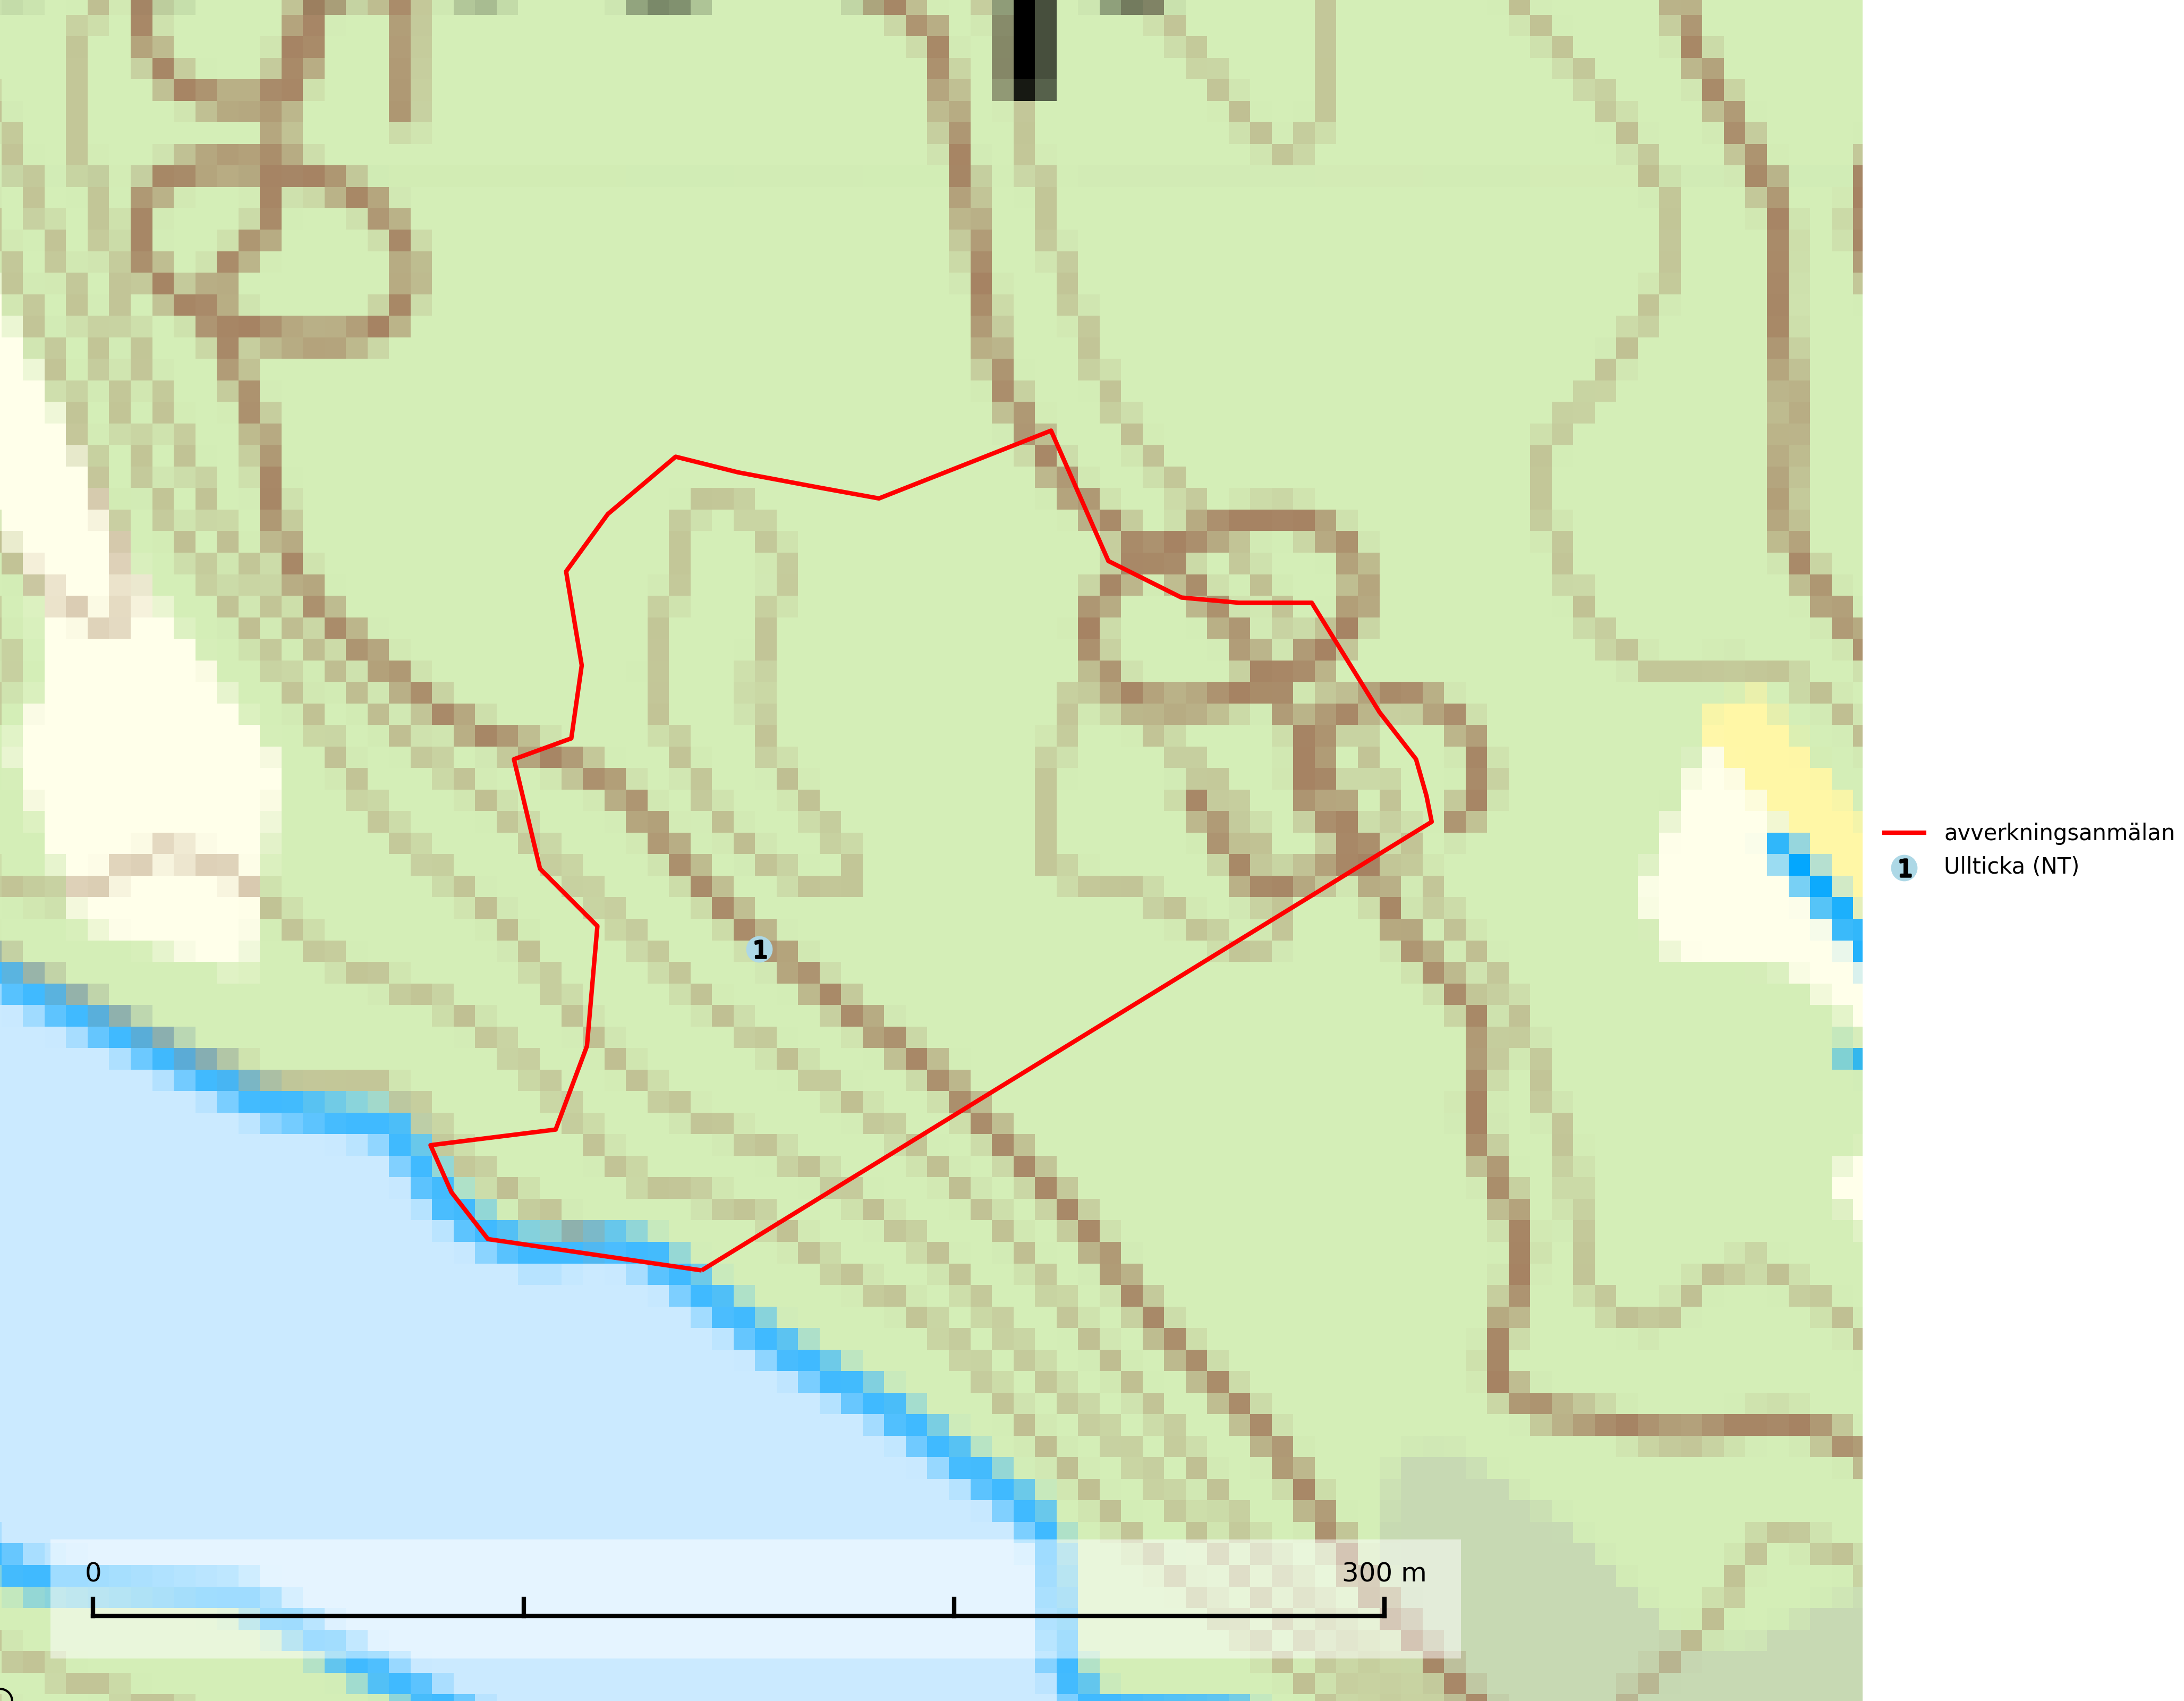 1
avverkningsanmälan
1 Ullticka (NT)
0 300 m